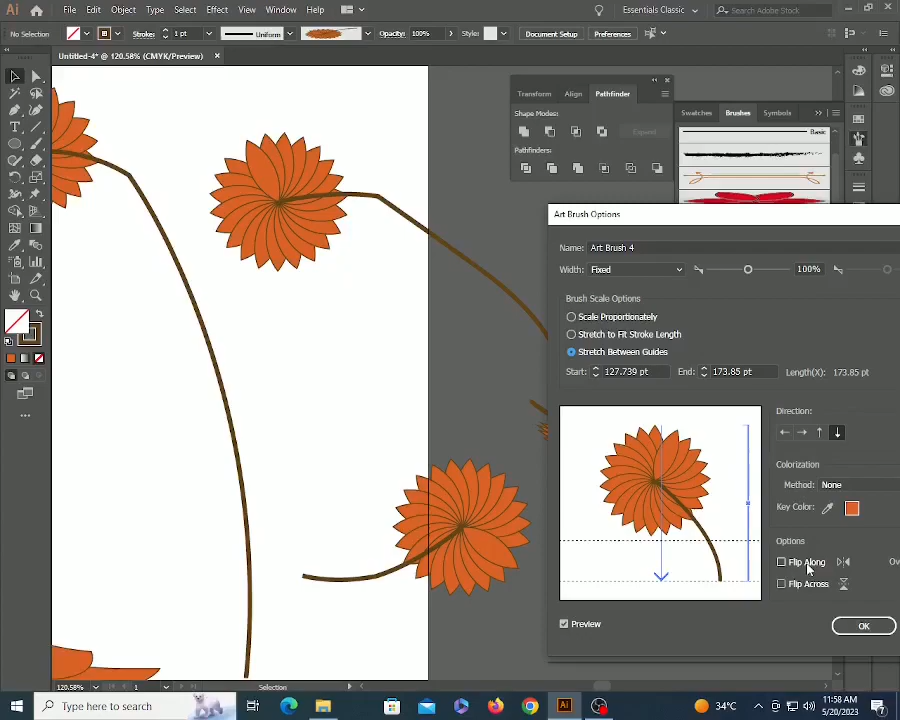 Ai File Edit Object Type Select Effect View Window Help Essentials Classic Search Adobe Stock
No Selection Stroke: 1 pt Uniform Opacity: 100% Style: Document Setup Preferences
Untitled-4* @ 120.58% (CMYK/Preview) ×
Transform Align Pathfinder
Shape Modes:
Expand
Pathfinders:
Swatches Brushes Symbols
Basic
Art Brush Options
Name: Art Brush 4
Width: Fixed 100%
Brush Scale Options
Scale Proportionately
Stretch to Fit Stroke Length
Stretch Between Guides
Start: 127.739 pt End: 173.85 pt Length(X): 173.85 pt
Direction:
Colorization
Method: None
Key Color:
Options
Flip Along Ov
Flip Across
Preview
OK
120.58% 1 Selection
Type here to search
Ai
34°C
11:58 AM
5/20/2023